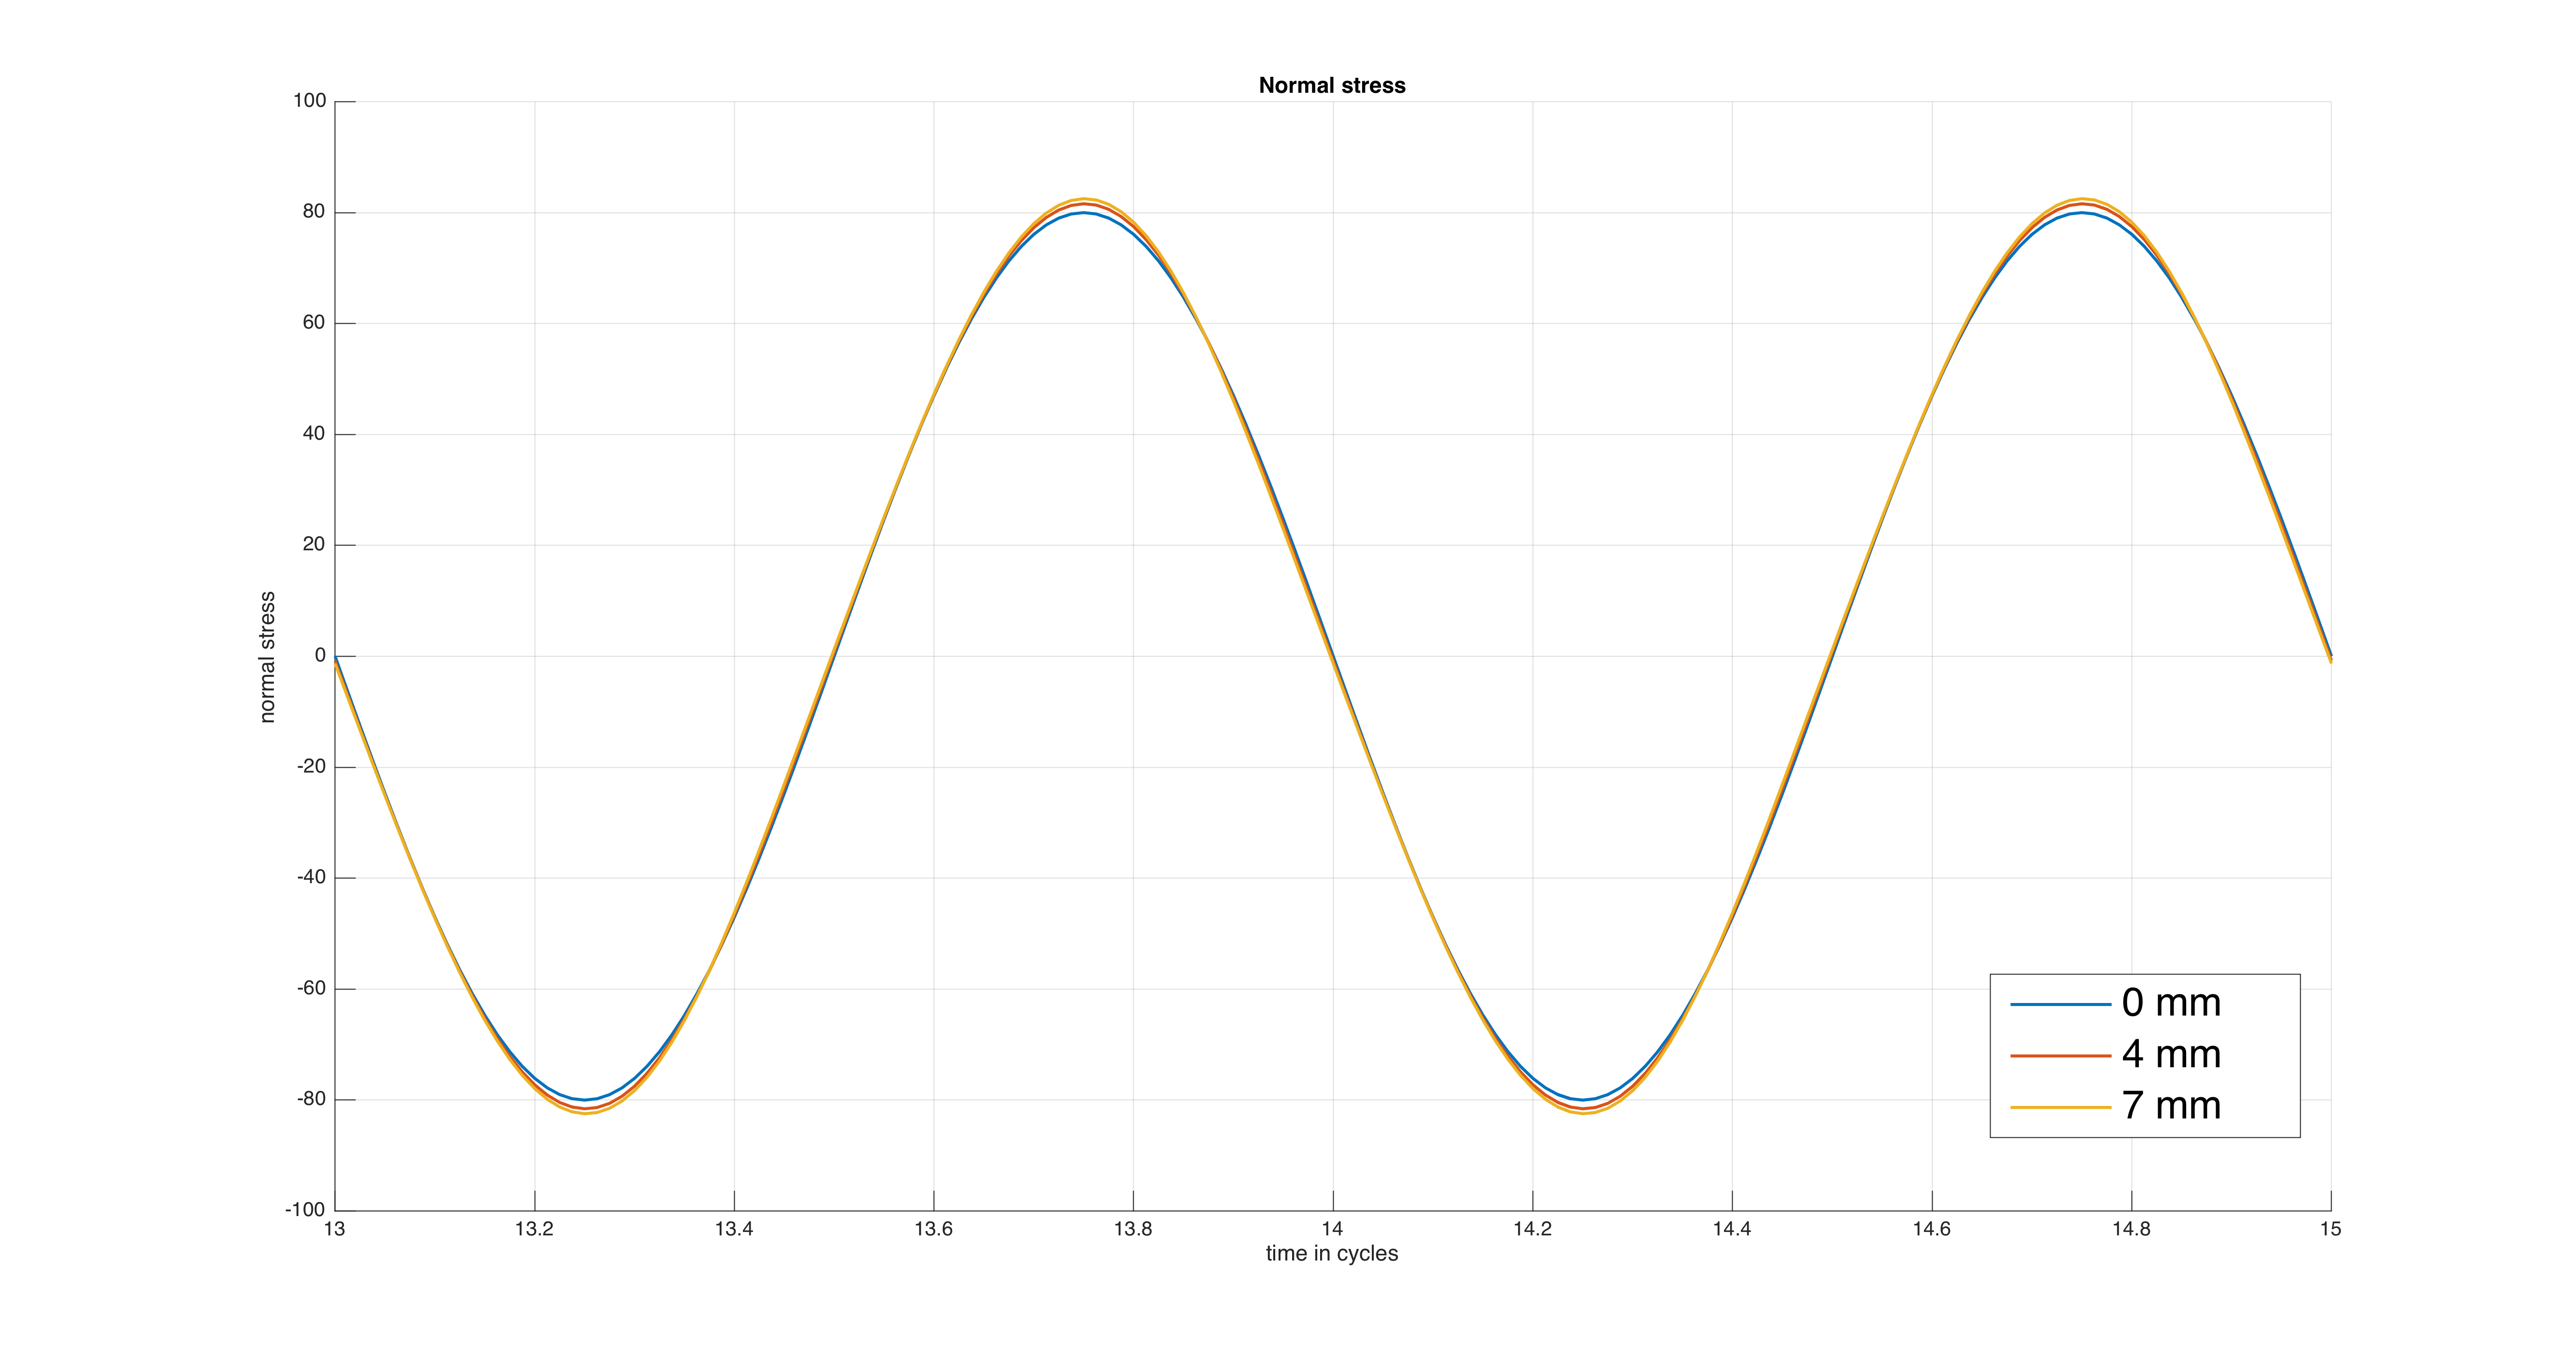 Normal stress
100
80
60
40
20
0
-20
-40
-60
-80
-100
normal stress
13 13.2 13.4 13.6 13.8 14 14.2 14.4 14.6 14.8 15
time in cycles
0 mm
4 mm
7 mm